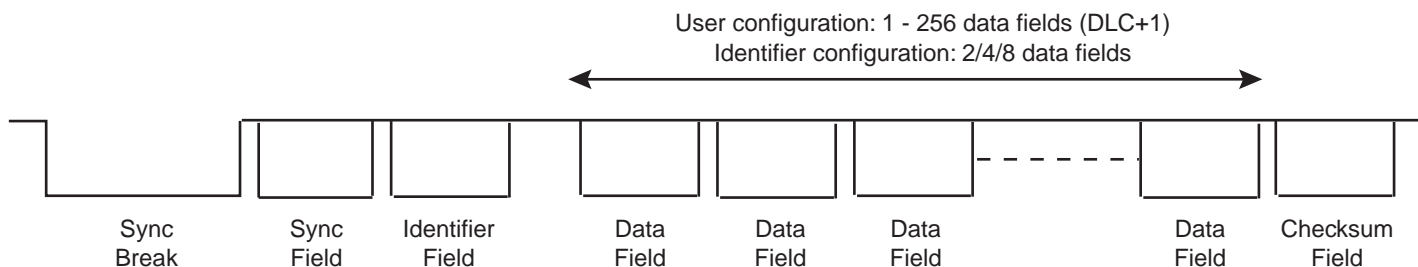 User configuration: 1 - 256 data fields (DLC+1)
Identifier configuration: 2/4/8 data fields
Sync
Break
Sync
Field
Identifier
Field
Data
Field
Data
Field
Data
Field
Data
Field
Checksum
Field